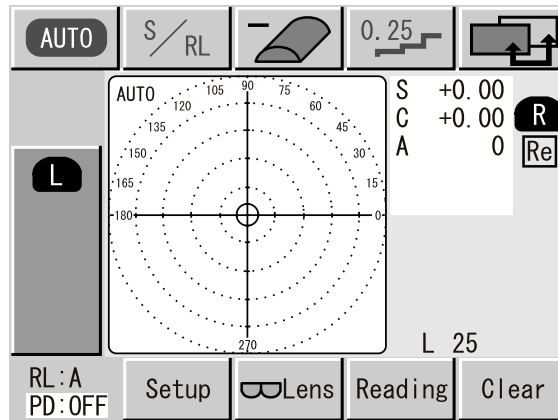 AUTO
S/RL
0.25
AUTO
105
90
75
120
60
135
45
150
30
165
15
180
0
270
S +0.00
C +0.00
A 0
R
Re
L
L 25
RL:A
PD:OFF
Setup
Lens
Reading
Clear